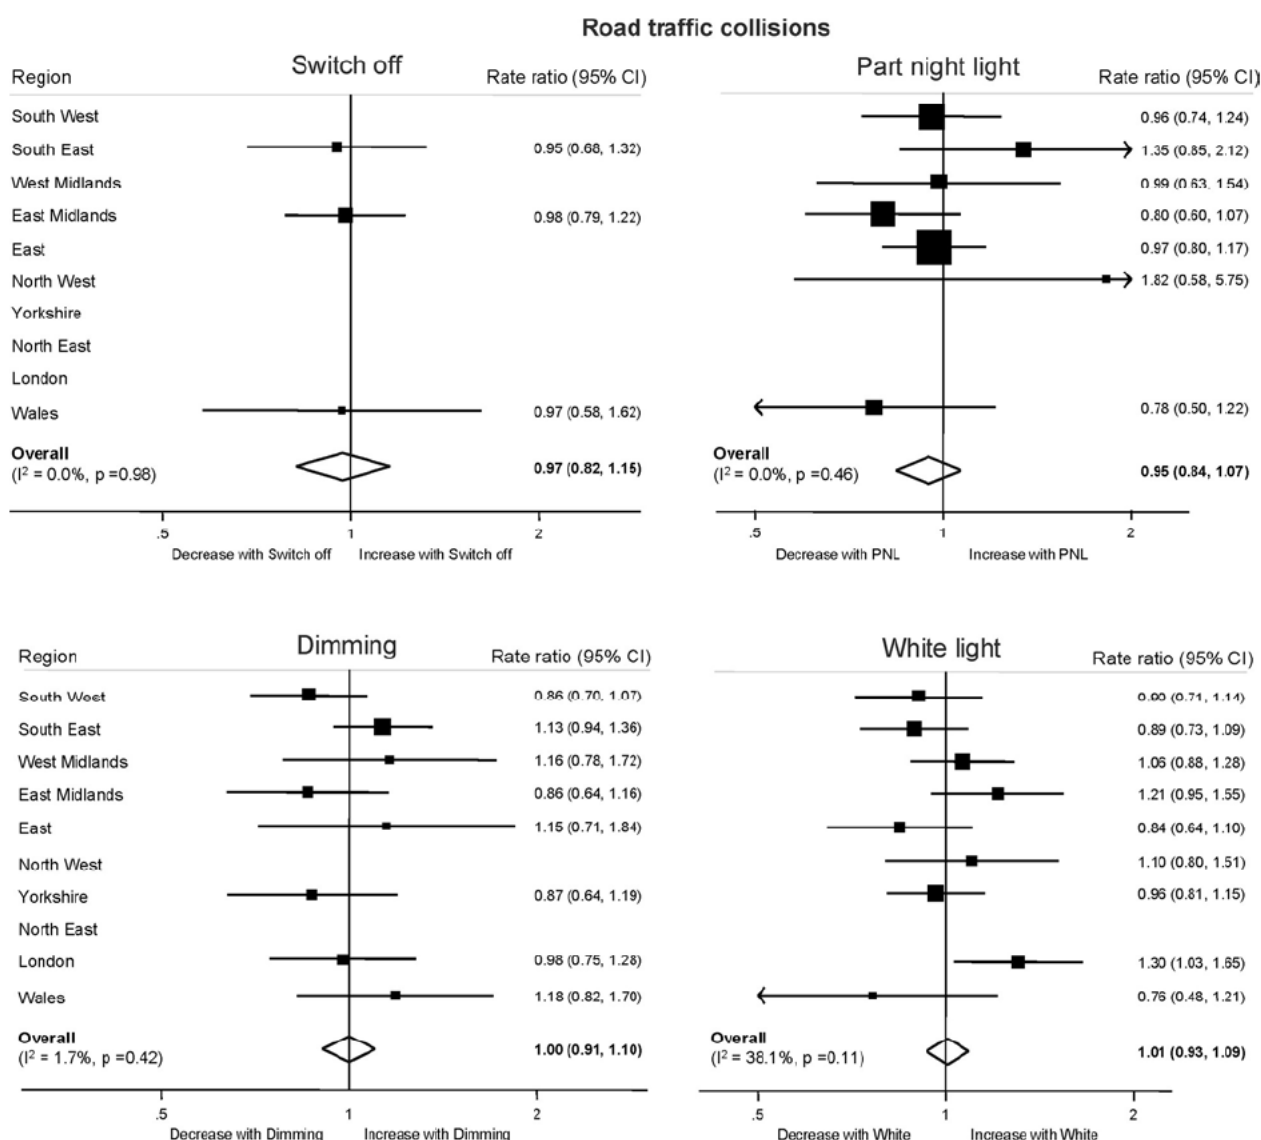 Road traffic collisions
Region Switch off Rate ratio (95% CI)
South West
South East 0.95 (0.68, 1.32)
West Midlands
East Midlands 0.98 (0.79, 1.22)
East
North West
Yorkshire
North East
London
Wales 0.97 (0.58, 1.62)
Overall
(I² = 0.0%, p =0.98) 0.97 (0.82, 1.15)
.5 1 2
Decrease with Switch off Increase with Switch off
Part night light Rate ratio (95% CI)
0.96 (0.74, 1.24)
1.35 (0.85, 2.12)
0.99 (0.63, 1.54)
0.80 (0.60, 1.07)
0.97 (0.80, 1.17)
1.82 (0.58, 5.75)
0.78 (0.50, 1.22)
Overall
(I² = 0.0%, p =0.46) 0.95 (0.84, 1.07)
.5 1 2
Decrease with PNL Increase with PNL
Region Dimming Rate ratio (95% CI)
South West 0.86 (0.70, 1.07)
South East 1.13 (0.94, 1.36)
West Midlands 1.16 (0.78, 1.72)
East Midlands 0.86 (0.64, 1.16)
East 1.15 (0.71, 1.84)
North West
Yorkshire 0.87 (0.64, 1.19)
North East
London 0.98 (0.75, 1.28)
Wales 1.18 (0.82, 1.70)
Overall
(I² = 1.7%, p =0.42) 1.00 (0.91, 1.10)
.5 1 2
Decrease with Dimming Increase with Dimming
White light Rate ratio (95% CI)
0.90 (0.71, 1.14)
0.89 (0.73, 1.09)
1.06 (0.88, 1.28)
1.21 (0.95, 1.55)
0.84 (0.64, 1.10)
1.10 (0.80, 1.51)
0.96 (0.81, 1.15)
1.30 (1.03, 1.65)
0.76 (0.48, 1.21)
Overall
(I² = 38.1%, p =0.11) 1.01 (0.93, 1.09)
.5 1 2
Decrease with White Increase with White